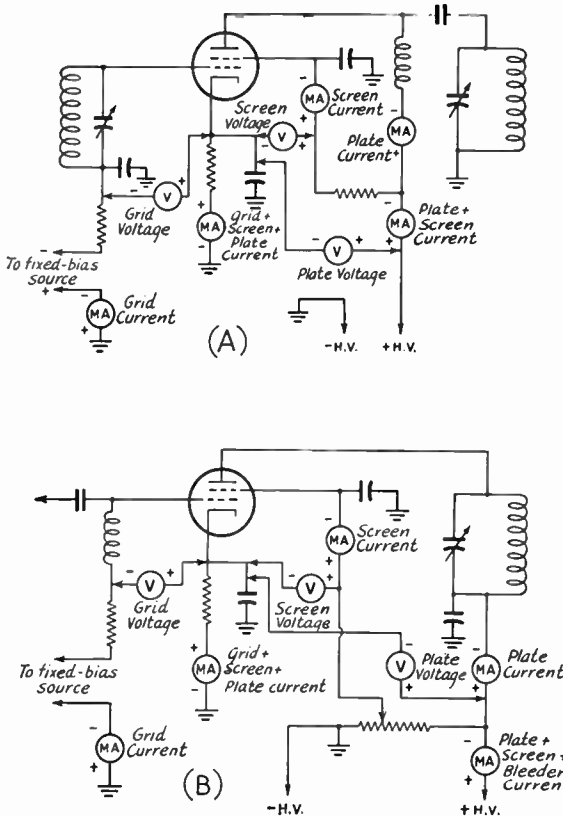 MA
Screen
Current
Screen
Voltage
V
MA
Plate
Current
V
Grid
Voltage
MA
Grid +
Screen +
Plate
Current
MA
Plate +
Screen
Current
V
Plate Voltage
To fixed-bias
source
MA
Grid
Current
(A)
-H.V.
+H.V.
MA
Screen
Current
V
Grid
Voltage
V
Screen
Voltage
MA
Grid +
Screen +
Plate current
V
Plate
Voltage
MA
Plate
Current
To fixed-bias
source
MA
Grid
Current
(B)
MA
Plate +
Screen +
Bleeder
Current
-H.V.
+H.V.